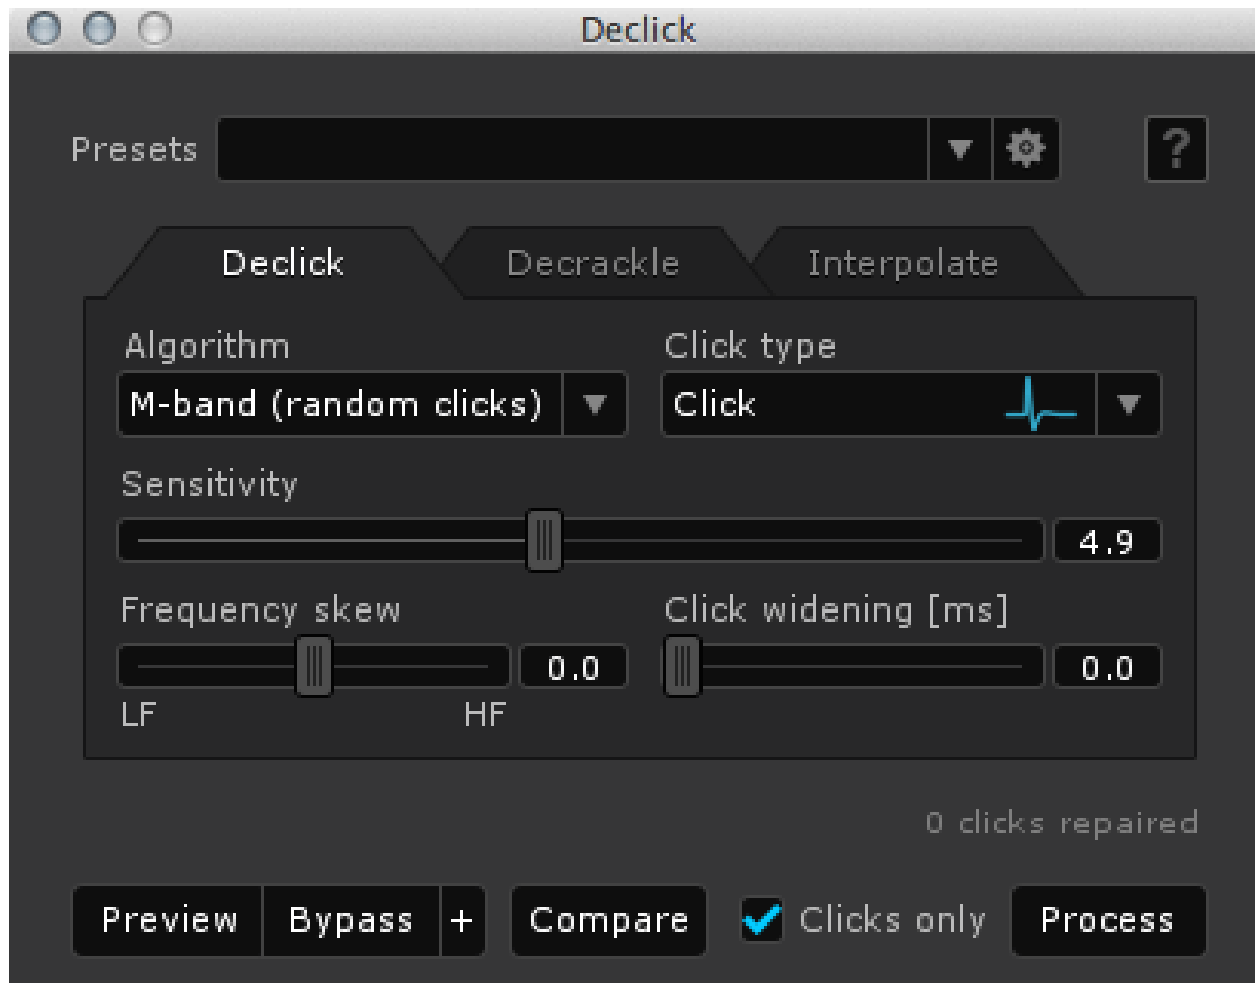 Declick
Presets
?
Declick Decrackle Interpolate
Algorithm Click type
M-band (random clicks) Click
Sensitivity
4.9
Frequency skew Click widening [ms]
0.0 0.0
LF HF
0 clicks repaired
Preview Bypass + Compare Clicks only Process